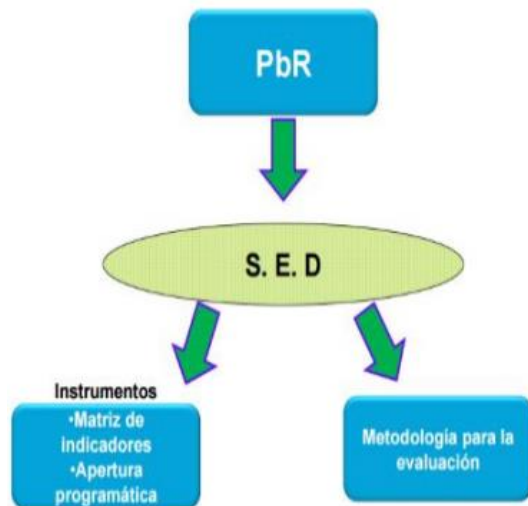 PbR
S. E. D
Instrumentos
•Matriz de
indicadores
•Apertura
programática
Metodología para la
evaluación